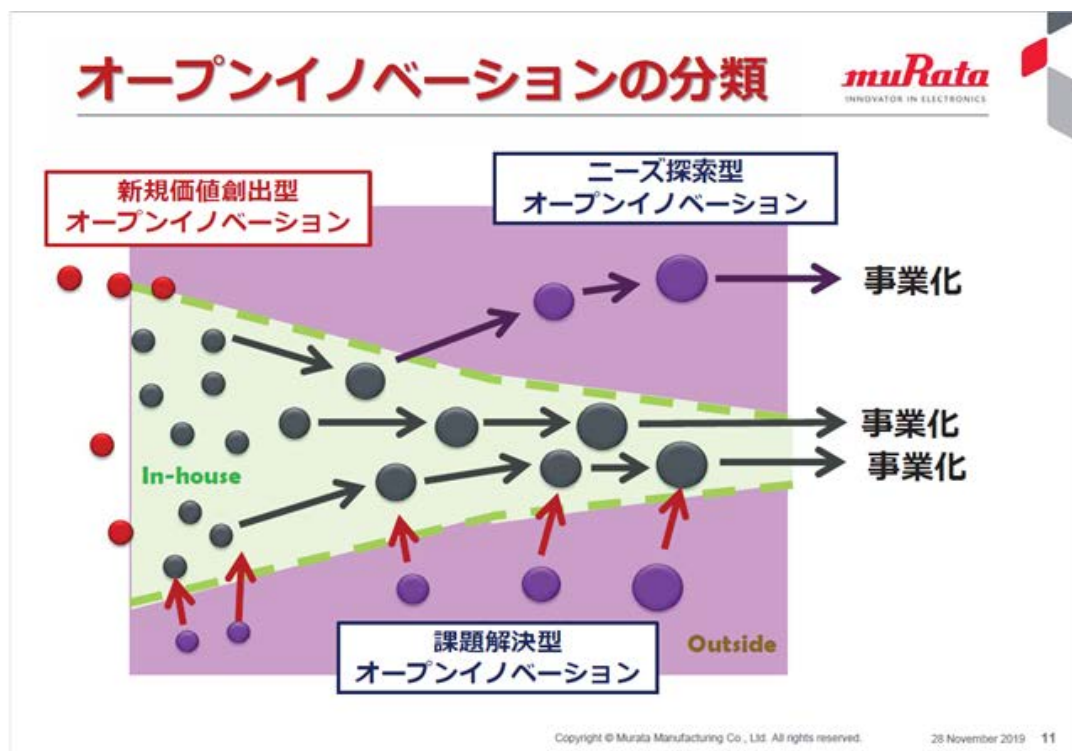 オープンイノベーションの分類
muRata
INNOVATOR IN ELECTRONICS
新規価値創出型
オープンイノベーション
ニーズ探索型
オープンイノベーション
事業化
事業化
事業化
In-house
課題解決型
オープンイノベーション
Outside
Copyright © Murata Manufacturing Co., Ltd. All rights reserved.
28 November 2019
11